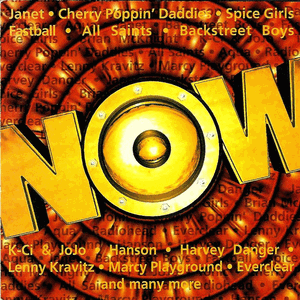 Janet • Cherry Poppin' Daddies • Spice Girls
Fastball • All Saints • Backstreet Boys
NOW
K-Ci & JoJo • Hanson • Harvey Danger •
Lenny Kravitz • Marcy Playground • Everclear
and many more